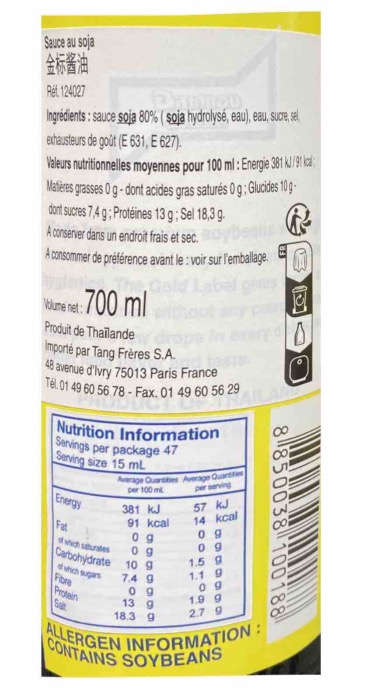 Sauce au soja
金标酱油
Réf. 124027
Ingrédients : sauce soja 80% ( soja hydrolysé, eau), eau, sucre, sel,
exhausteurs de goût (E 631, E 627).
Valeurs nutritionnelles moyennes pour 100 ml : Energie 381 kJ / 91 kcal
Matières grasses 0 g - dont acides gras saturés 0 g ; Glucides 10 g -
dont sucres 7,4 g ; Protéines 13 g ; Sel 18,3 g.
A conserver dans un endroit frais et sec.
A consommer de préférence avant le : voir sur l'emballage.
FR
Volume net : 700 ml
Produit de Thaïlande
Importé par Tang Frères S.A.
48 avenue d'Ivry 75013 Paris France
Tél. 01 49 60 56 78 - Fax. 01 49 60 56 29
Nutrition Information
Servings per package 47
Serving size 15 mL
Average Quantities per 100 mL Average Quantities per serving
Energy 381 kJ 57 kJ
91 kcal 14 kcal
Fat 0 g 0 g
of which saturates 0 g 0 g
Carbohydrate 10 g 1.5 g
of which sugars 7.4 g 1.1 g
Fibre 0 g 0 g
Protein 13 g 1.9 g
Salt 18.3 g 2.7 g
8 850038 100188
ALLERGEN INFORMATION :
CONTAINS SOYBEANS